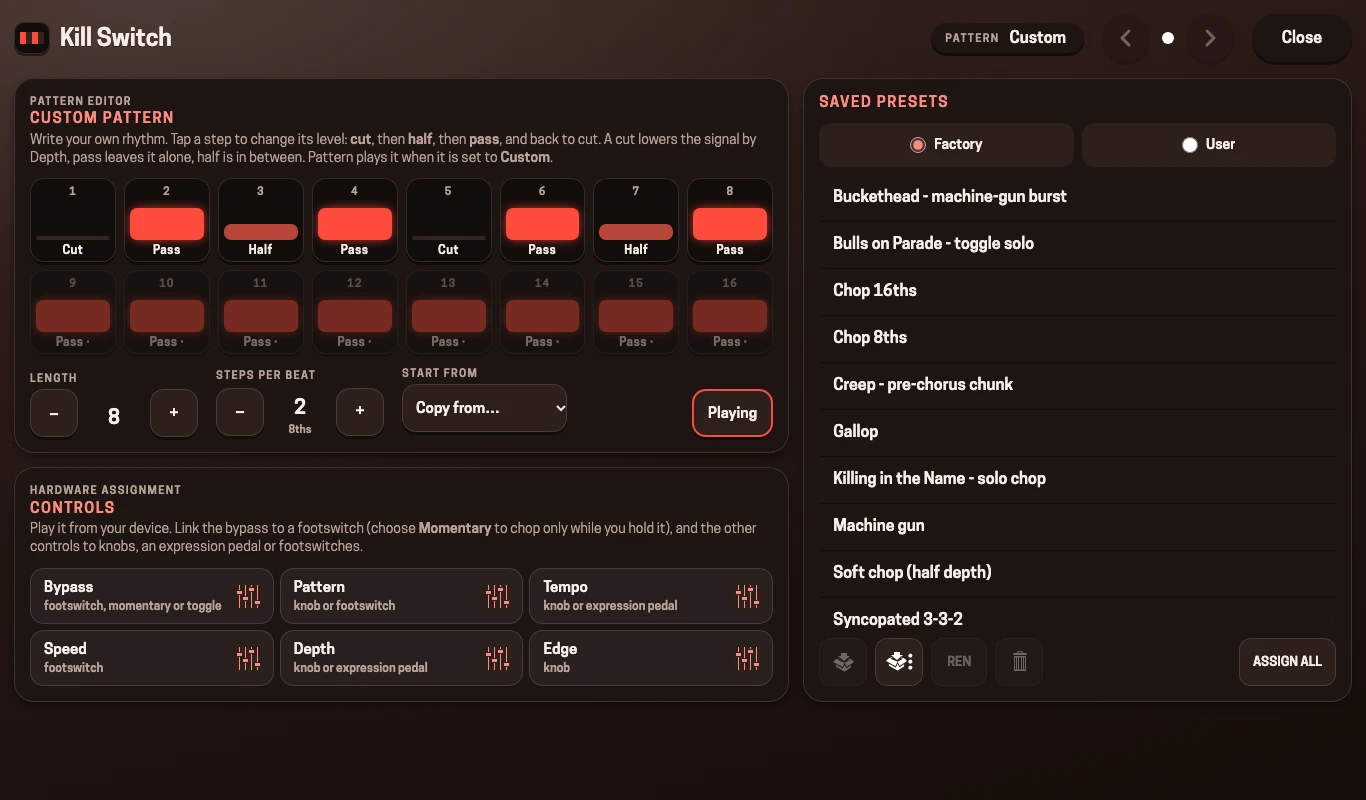 Kill Switch
PATTERN Custom
Close
PATTERN EDITOR
CUSTOM PATTERN
Write your own rhythm. Tap a step to change its level: cut, then half, then pass, and back to cut. A cut lowers the signal by
Depth, pass leaves it alone, half is in between. Pattern plays it when it is set to Custom.
1 2 3 4 5 6 7 8
Cut Pass Half Pass Cut Pass Half Pass
9 10 11 12 13 14 15 16
Pass · Pass · Pass · Pass · Pass · Pass · Pass · Pass ·
LENGTH STEPS PER BEAT START FROM
− 8 + − 2 + Copy from... Playing
8ths
HARDWARE ASSIGNMENT
CONTROLS
Play it from your device. Link the bypass to a footswitch (choose Momentary to chop only while you hold it), and the other
controls to knobs, an expression pedal or footswitches.
Bypass
footswitch, momentary or toggle
Pattern
knob or footswitch
Tempo
knob or expression pedal
Speed
footswitch
Depth
knob or expression pedal
Edge
knob
SAVED PRESETS
Factory User
Buckethead - machine-gun burst
Bulls on Parade - toggle solo
Chop 16ths
Chop 8ths
Creep - pre-chorus chunk
Gallop
Killing in the Name - solo chop
Machine gun
Soft chop (half depth)
Syncopated 3-3-2
REN ASSIGN ALL